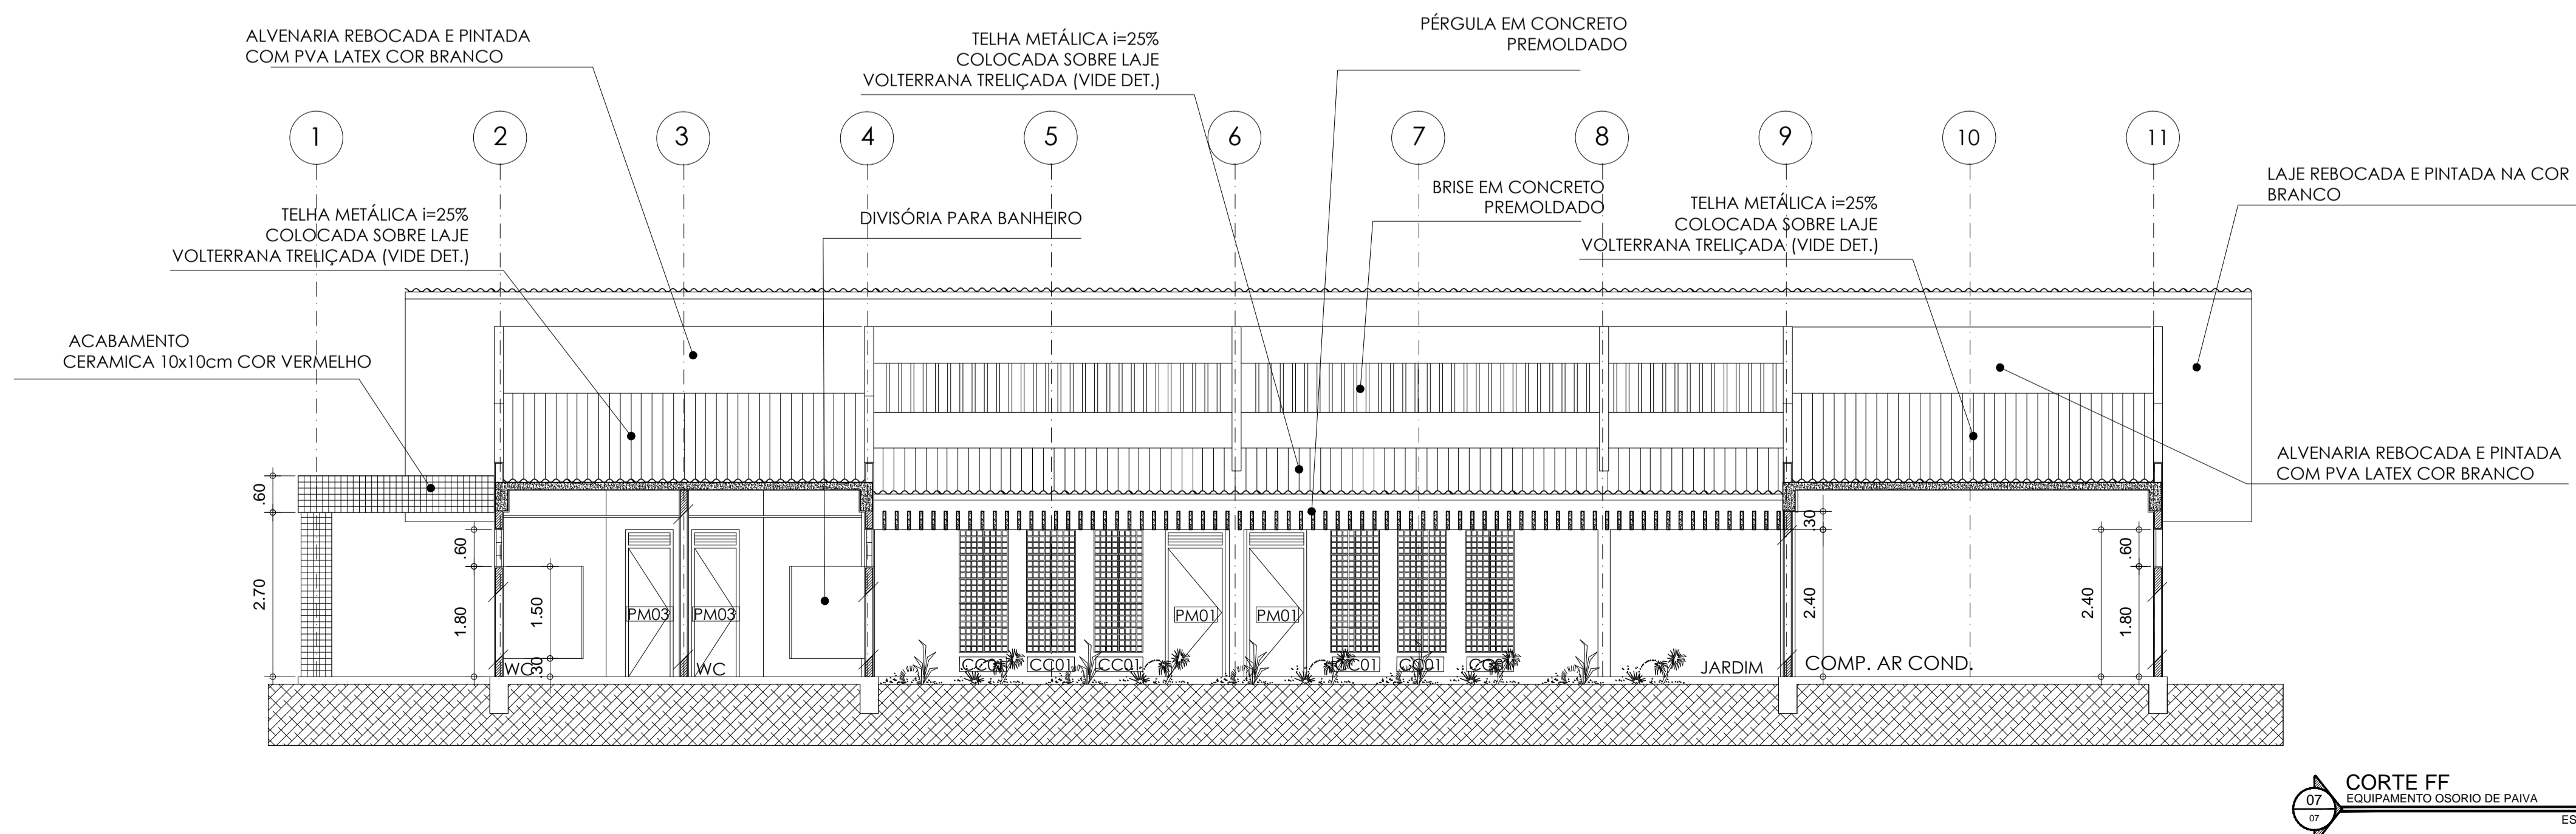 PÉRGULA EM CONCRETO
PREMOLDADO
ALVENARIA REBOCADA E PINTADA
COM PVA LATEX COR BRANCO
TELHA METÁLICA i=25%
COLOCADA SOBRE LAJE
VOLTERRANA TRELIÇADA (VIDE DET.)
1
2
3
4
5
6
7
8
9
10
11
LAJE REBOCADA E PINTADA NA COR
BRANCO
BRISE EM CONCRETO
PREMOLDADO
TELHA METÁLICA i=25%
COLOCADA SOBRE LAJE
VOLTERRANA TRELIÇADA (VIDE DET.)
DIVISÓRIA PARA BANHEIRO
TELHA METÁLICA i=25%
COLOCADA SOBRE LAJE
VOLTERRANA TRELIÇADA (VIDE DET.)
ACABAMENTO
CERAMICA 10x10cm COR VERMELHO
ALVENARIA REBOCADA E PINTADA
COM PVA LATEX COR BRANCO
.60
2.70
.60
1.80
1.50
.30
WC
PM03
PM03
WC
PM01
PM01
CC01
CC01
CC01
CC01
CC01
CC01
JARDIM
COMP. AR COND.
.30
2.40
2.40
.60
1.80
07
07
CORTE FF
EQUIPAMENTO OSORIO DE PAIVA
ES